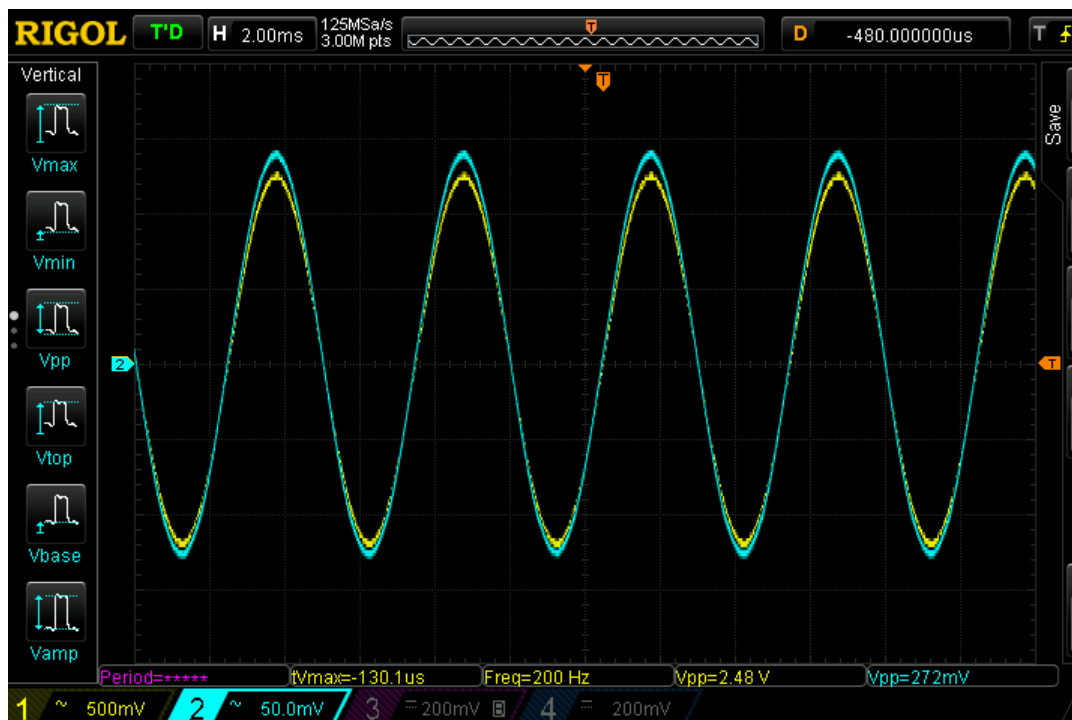 RIGOL T'D H 2.00ms 125MSa/s 3.00M pts T D -480.000000us T
Vertical
T
Save
Vmax
Vmin
Vpp
2 T
Vtop
Vbase
Vamp
Period=***** tVmax=-130.1us Freq=200 Hz Vpp=2.48 V Vpp=272mV
1 ~ 500mV 2 ~ 50.0mV 3 200mV B 4 200mV